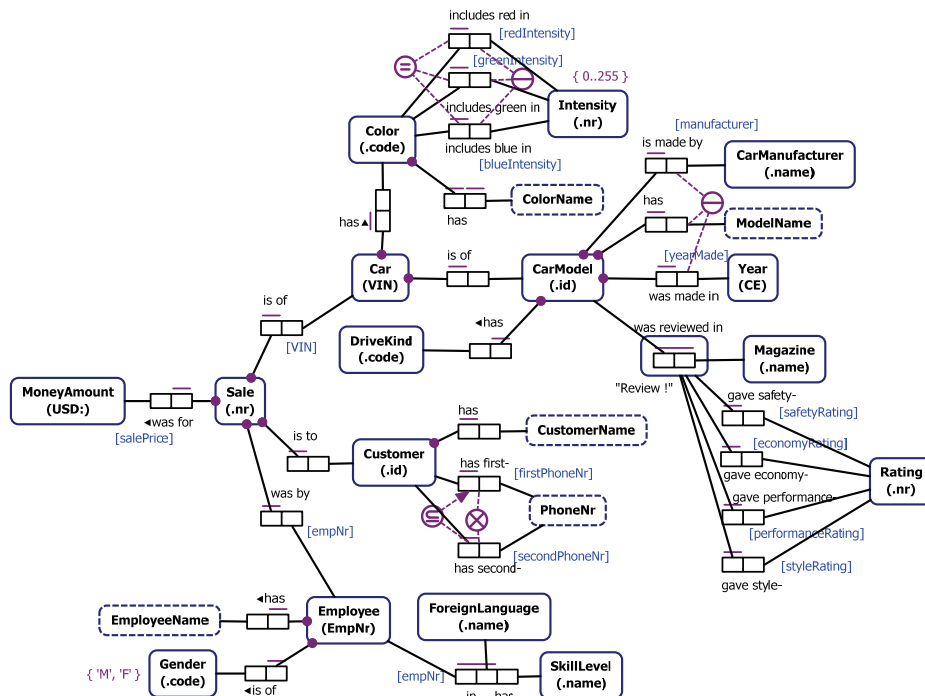 includes red in
[redIntensity]
[greenIntensity]
{ 0..255 }
includes green in
Intensity
(.nr)
Color
(.code)
includes blue in
[blueIntensity]
[manufacturer]
is made by
CarManufacturer
(.name)
has
ColorName
has
ModelName
has
[yearMade]
Car
(VIN)
is of
CarModel
(.id)
Year
(CE)
was made in
is of
[VIN]
◄has
DriveKind
(.code)
was reviewed in
Magazine
(.name)
"Review !"
MoneyAmount
(USD:)
◄was for
[salePrice]
Sale
(.nr)
gave safety-
[safetyRating]
has
CustomerName
is to
Customer
(.id)
[economyRating]
gave economy-
Rating
(.nr)
has first-
[firstPhoneNr]
PhoneNr
gave performance-
[performanceRating]
was by
[empNr]
[secondPhoneNr]
has second-
[styleRating]
gave style-
EmployeeName
◄has
Employee
(EmpNr)
ForeignLanguage
(.name)
{ 'M', 'F' }
Gender
(.code)
◄is of
[empNr]
SkillLevel
(.name)
.. in .. has ..